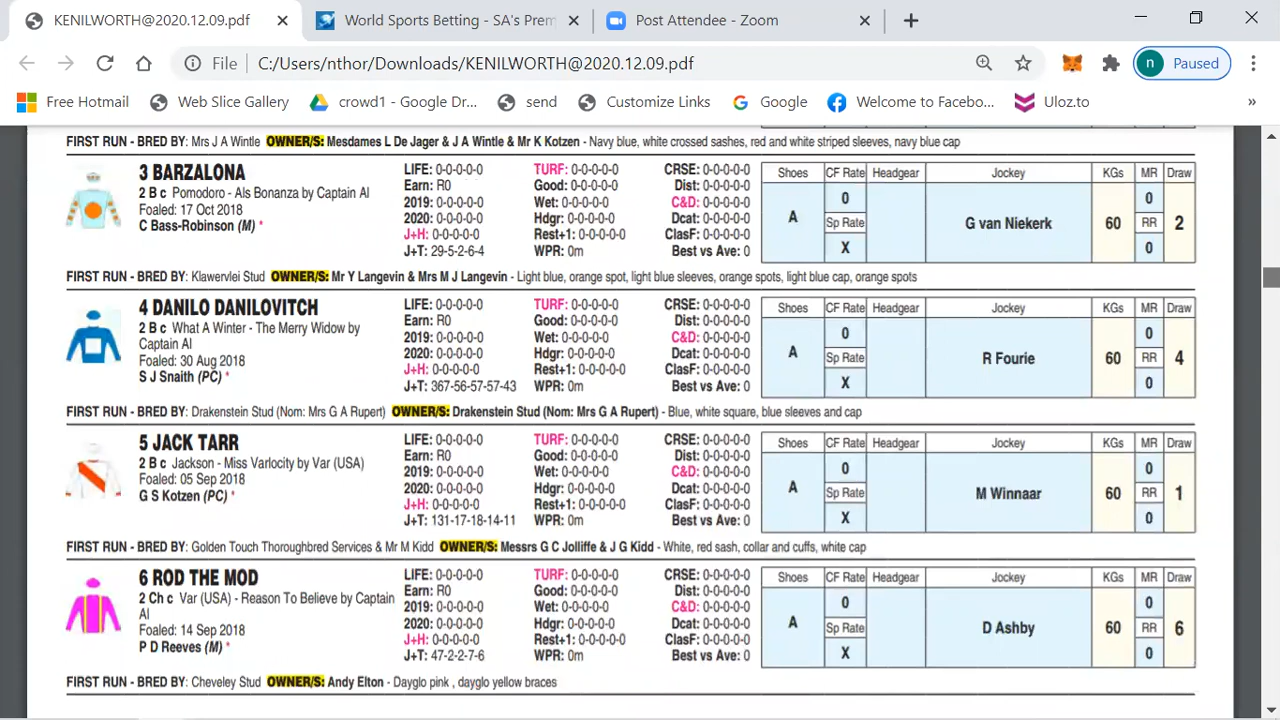 KENILWORTH@2020.12.09.pdf
World Sports Betting - SA's Prem
Post Attendee - Zoom
File
C:/Users/nthor/Downloads/KENILWORTH@2020.12.09.pdf
n Paused
Free Hotmail
Web Slice Gallery
crowd1 - Google Dr...
send
Customize Links
Google
Welcome to Facebo...
Uloz.to
»
FIRST RUN - BRED BY: Mrs J A Wintle OWNER/S: Mesdames L De Jager & J A Wintle & Mr K Kotzen - Navy blue, white crossed sashes, red and white striped sleeves, navy blue cap
3 BARZALONA
2 B c Pomodoro - Als Bonanza by Captain Al
Foaled: 17 Oct 2018
C Bass-Robinson (M) *
LIFE: 0-0-0-0-0 TURF: 0-0-0-0-0 CRSE: 0-0-0-0-0
Earn: R0 Good: 0-0-0-0-0 Dist: 0-0-0-0-0
2019: 0-0-0-0-0 Wet: 0-0-0-0-0 C&D: 0-0-0-0-0
2020: 0-0-0-0-0 Hdgr: 0-0-0-0-0 Dcat: 0-0-0-0-0
J+H: 0-0-0-0-0 Rest+1: 0-0-0-0-0 ClasF: 0-0-0-0-0
J+T: 29-5-2-6-4 WPR: 0m Best vs Ave: 0
Shoes CF Rate Headgear Jockey KGs MR Draw
A 0 Sp Rate X G van Niekerk 60 0 RR 0 2
FIRST RUN - BRED BY: Klawervlei Stud OWNER/S: Mr Y Langevin & Mrs M J Langevin - Light blue, orange spot, light blue sleeves, orange spots, light blue cap, orange spots
4 DANILO DANILOVITCH
2 B c What A Winter - The Merry Widow by
Captain Al
Foaled: 30 Aug 2018
S J Snaith (PC) *
LIFE: 0-0-0-0-0 TURF: 0-0-0-0-0 CRSE: 0-0-0-0-0
Earn: R0 Good: 0-0-0-0-0 Dist: 0-0-0-0-0
2019: 0-0-0-0-0 Wet: 0-0-0-0-0 C&D: 0-0-0-0-0
2020: 0-0-0-0-0 Hdgr: 0-0-0-0-0 Dcat: 0-0-0-0-0
J+H: 0-0-0-0-0 Rest+1: 0-0-0-0-0 ClasF: 0-0-0-0-0
J+T: 367-56-57-57-43 WPR: 0m Best vs Ave: 0
Shoes CF Rate Headgear Jockey KGs MR Draw
A 0 Sp Rate X R Fourie 60 0 RR 0 4
FIRST RUN - BRED BY: Drakenstein Stud (Nom: Mrs G A Rupert) OWNER/S: Drakenstein Stud (Nom: Mrs G A Rupert) - Blue, white square, blue sleeves and cap
5 JACK TARR
2 B c Jackson - Miss Varlocity by Var (USA)
Foaled: 05 Sep 2018
G S Kotzen (PC) *
LIFE: 0-0-0-0-0 TURF: 0-0-0-0-0 CRSE: 0-0-0-0-0
Earn: R0 Good: 0-0-0-0-0 Dist: 0-0-0-0-0
2019: 0-0-0-0-0 Wet: 0-0-0-0-0 C&D: 0-0-0-0-0
2020: 0-0-0-0-0 Hdgr: 0-0-0-0-0 Dcat: 0-0-0-0-0
J+H: 0-0-0-0-0 Rest+1: 0-0-0-0-0 ClasF: 0-0-0-0-0
J+T: 131-17-18-14-11 WPR: 0m Best vs Ave: 0
Shoes CF Rate Headgear Jockey KGs MR Draw
A 0 Sp Rate X M Winnaar 60 0 RR 0 1
FIRST RUN - BRED BY: Golden Touch Thoroughbred Services & Mr M Kidd OWNER/S: Messrs G C Jolliffe & J G Kidd - White, red sash, collar and cuffs, white cap
6 ROD THE MOD
2 Ch c Var (USA) - Reason To Believe by Captain
Al
Foaled: 14 Sep 2018
P D Reeves (M) *
LIFE: 0-0-0-0-0 TURF: 0-0-0-0-0 CRSE: 0-0-0-0-0
Earn: R0 Good: 0-0-0-0-0 Dist: 0-0-0-0-0
2019: 0-0-0-0-0 Wet: 0-0-0-0-0 C&D: 0-0-0-0-0
2020: 0-0-0-0-0 Hdgr: 0-0-0-0-0 Dcat: 0-0-0-0-0
J+H: 0-0-0-0-0 Rest+1: 0-0-0-0-0 ClasF: 0-0-0-0-0
J+T: 47-2-2-7-6 WPR: 0m Best vs Ave: 0
Shoes CF Rate Headgear Jockey KGs MR Draw
A 0 Sp Rate X D Ashby 60 0 RR 0 6
FIRST RUN - BRED BY: Cheveley Stud OWNER/S: Andy Elton - Dayglo pink , dayglo yellow braces